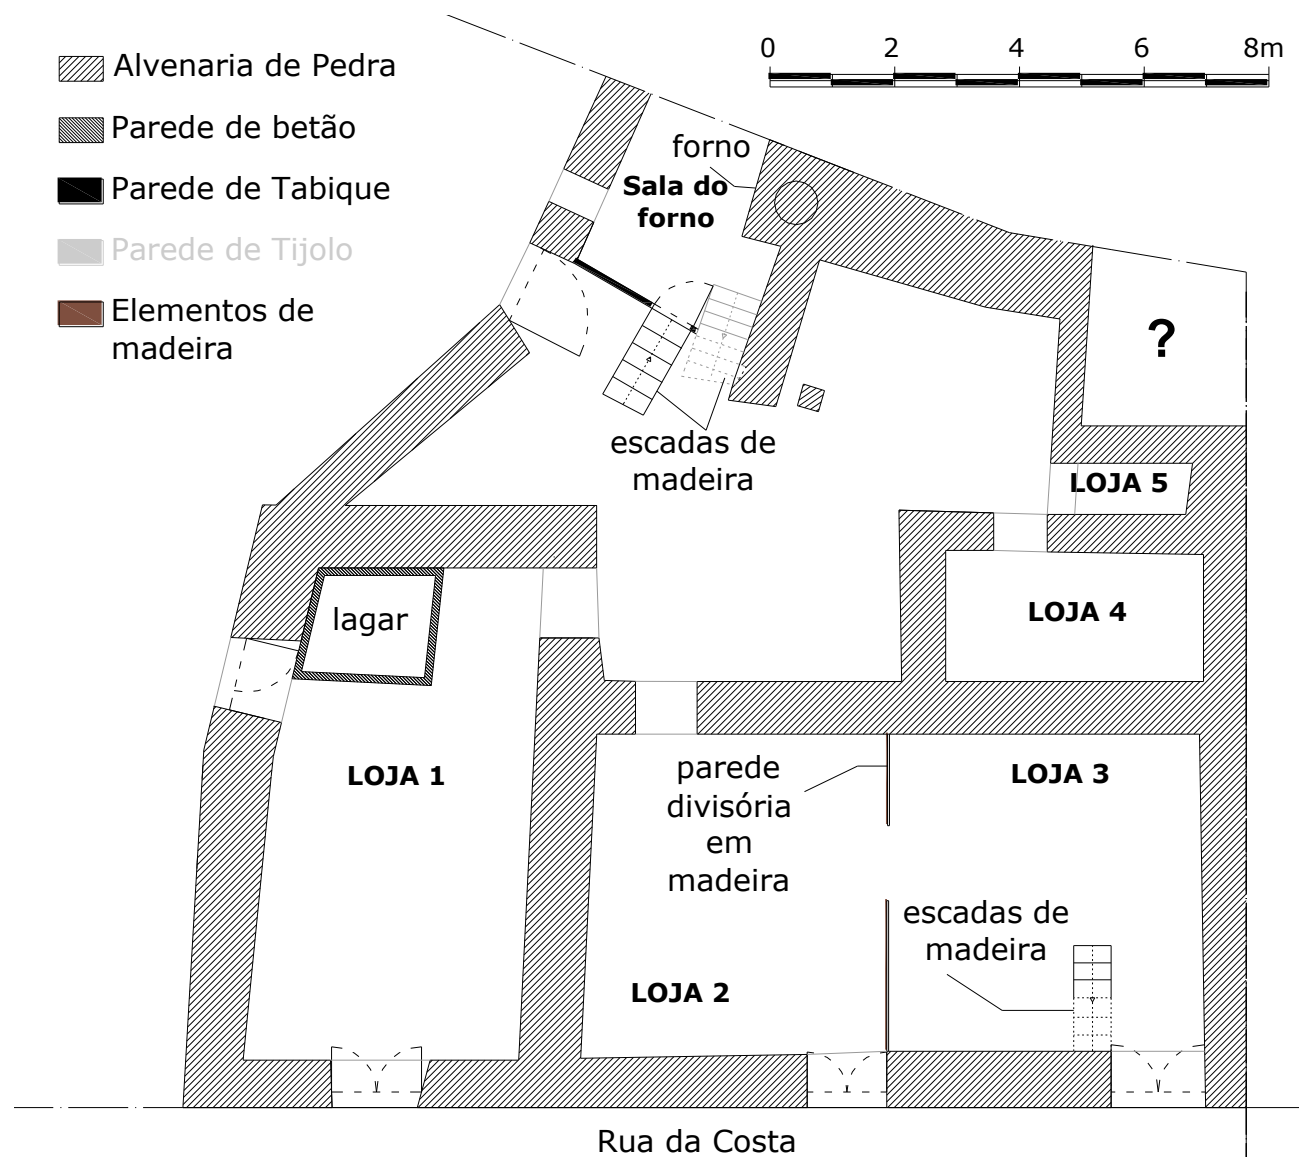 Alvenaria de Pedra
Parede de betão
Parede de Tabique
Parede de Tijolo
Elementos de
madeira
0 2 4 6 8m
forno
Sala do
forno
?
escadas de
madeira
LOJA 5
lagar
LOJA 4
LOJA 1
parede
divisória
em
madeira
LOJA 3
escadas de
madeira
LOJA 2
Rua da Costa